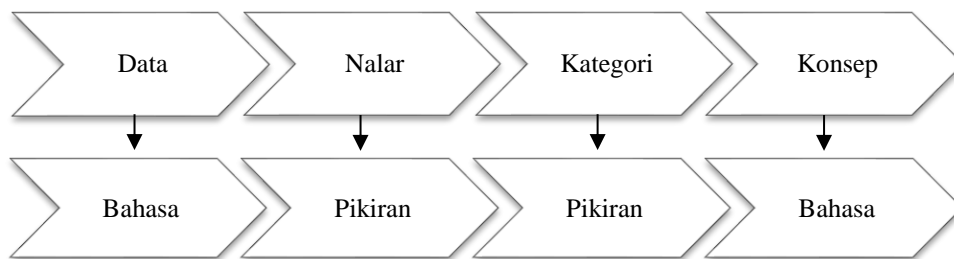 Data Nalar Kategori Konsep
Bahasa Pikiran Pikiran Bahasa